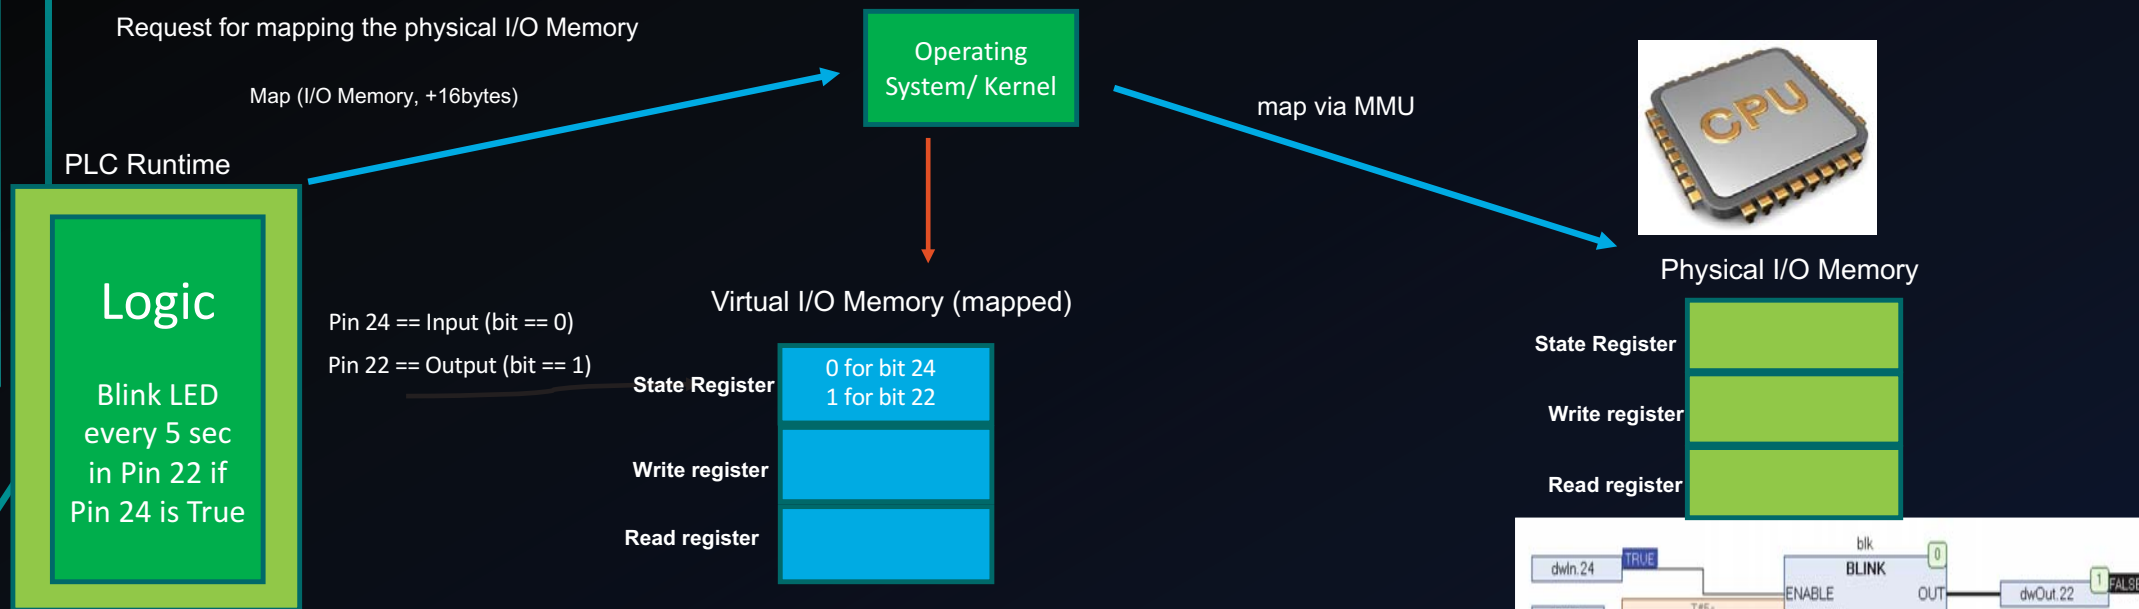 Request for mapping the physical I/O Memory
Map (I/O Memory, +16bytes)
Operating
System/ Kernel
map via MMU
CPU
PLC Runtime
Logic
Blink LED
every 5 sec
in Pin 22 if
Pin 24 is True
Pin 24 == Input (bit == 0)
Pin 22 == Output (bit == 1)
Virtual I/O Memory (mapped)
State Register
0 for bit 24
1 for bit 22
Write register
Read register
Physical I/O Memory
State Register
Write register
Read register
blk
0
BLINK
dwIn.24
TRUE
ENABLE
OUT
dwOut.22
1
FALSE